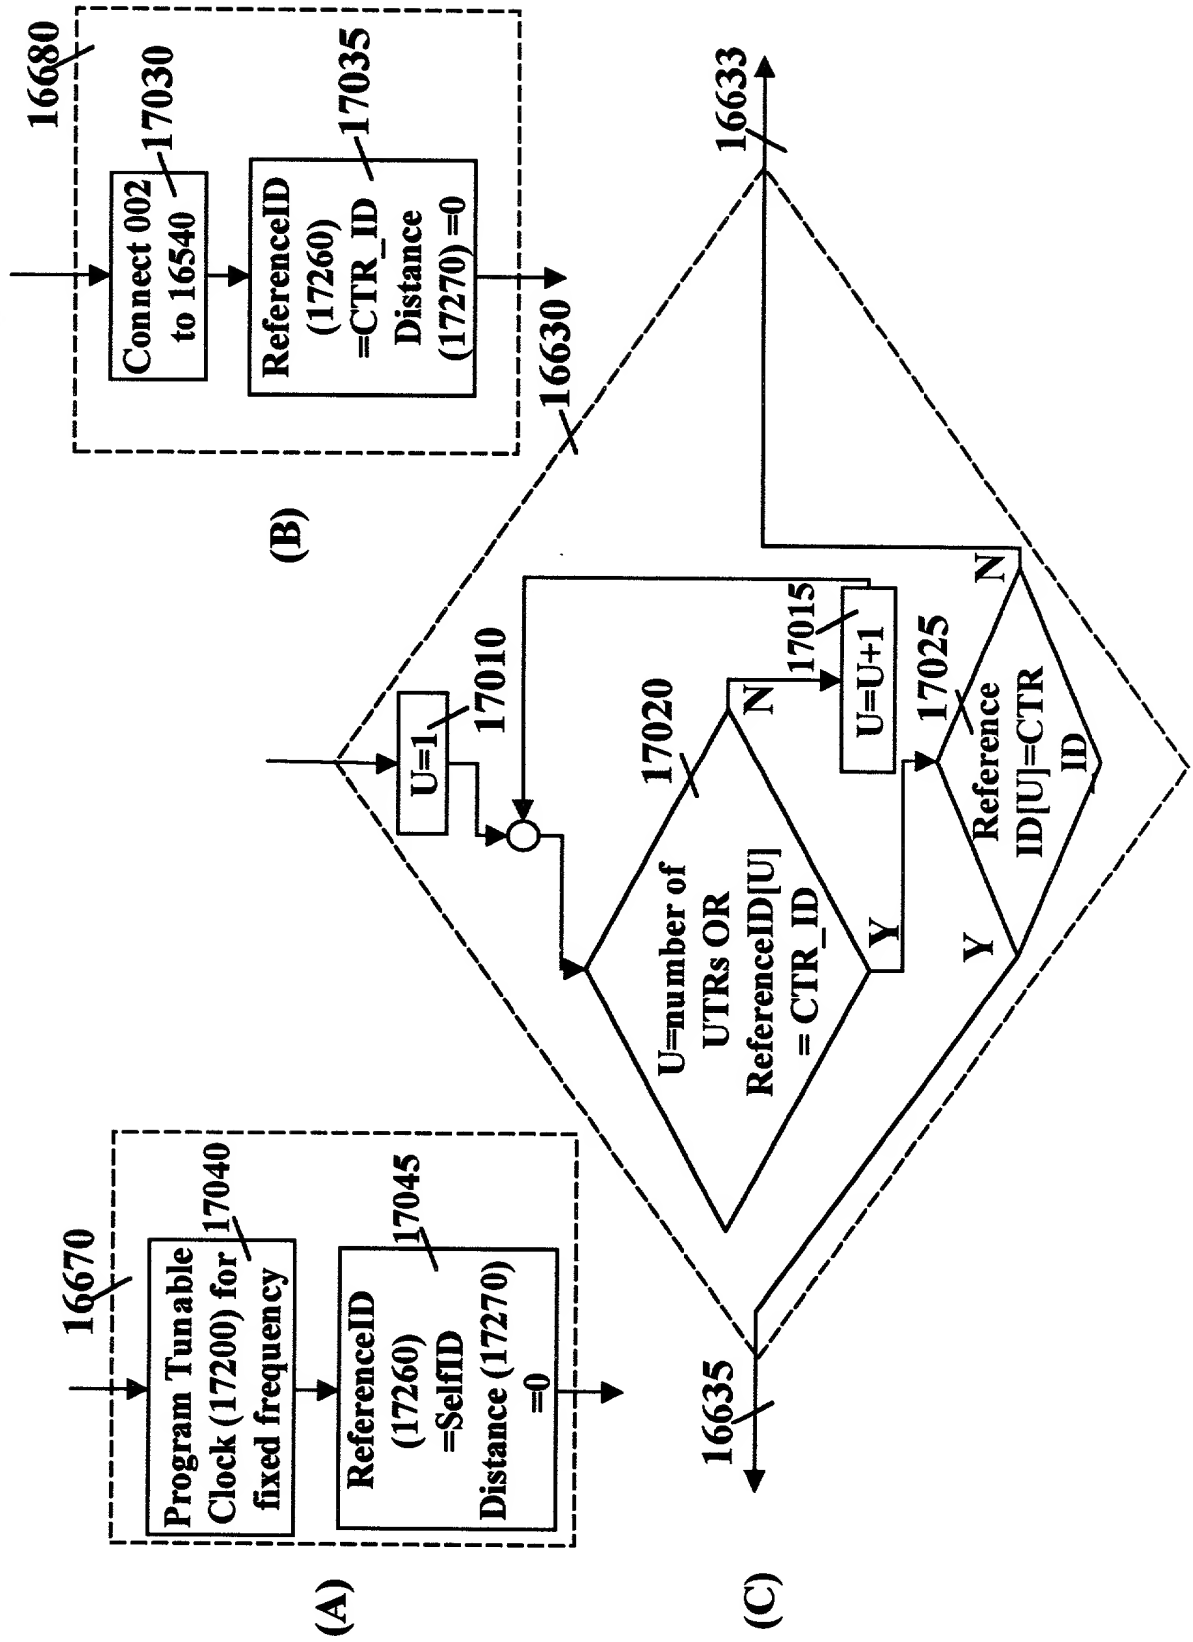 16670
Program Tunable
Clock (17200) for
fixed frequency
17040
ReferenceID
(17260)
=SelfID
Distance (17270)
=0
17045
(A)
16680
Connect 002
to 16540
17030
ReferenceID
(17260)
=CTR_ID
Distance
(17270) =0
17035
(B)
16630
U=1
17010
U=number of
UTRs OR
ReferenceID[U]
= CTR_ID
17020
N
Y
17015
U=U+1
17025
Reference
ID[U]=CTR
ID
Y
N
16635
16633
(C)